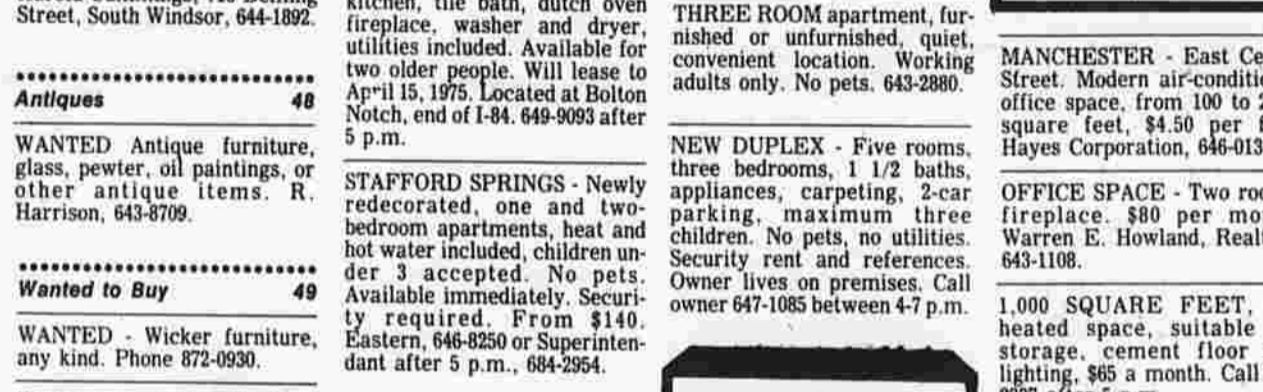 Street, South Windsor, 644-1892.
Antiques 48
WANTED Antique furniture,
glass, pewter, oil paintings, or
other antique items. R.
Harrison, 643-8709.
Wanted to Buy 49
WANTED - Wicker furniture,
any kind. Phone 872-0930.
kitchen, tile bath, dutch oven
fireplace, washer and dryer,
utilities included. Available for
two older people. Will lease to
April 15, 1975. Located at Bolton
Notch, end of I-84. 649-9093 after
5 p.m.
STAFFORD SPRINGS - Newly
redecorated, one and two-
bedroom apartments, heat and
hot water included, children un-
der 3 accepted. No pets.
Available immediately. Securi-
ty required. From $140.
Eastern, 646-8250 or Superinten-
dant after 5 p.m., 684-2954.
THREE ROOM apartment, fur-
nished or unfurnished, quiet,
convenient location. Working
adults only. No pets. 643-2880.
NEW DUPLEX - Five rooms,
three bedrooms, 1 1/2 baths,
appliances, carpeting, 2-car
parking, maximum three
children. No pets, no utilities.
Security rent and references.
Owner lives on premises. Call
owner 647-1085 between 4-7 p.m.
MANCHESTER - East Ce
Street. Modern air-conditio
office space, from 100 to
square feet, $4.50 per
Hayes Corporation, 646-013
OFFICE SPACE - Two roo
fireplace. $80 per mo
Warren E. Howland, Realt
643-1108.
1,000 SQUARE FEET,
heated space, suitable
storage, cement floor
lighting, $65 a month. Call